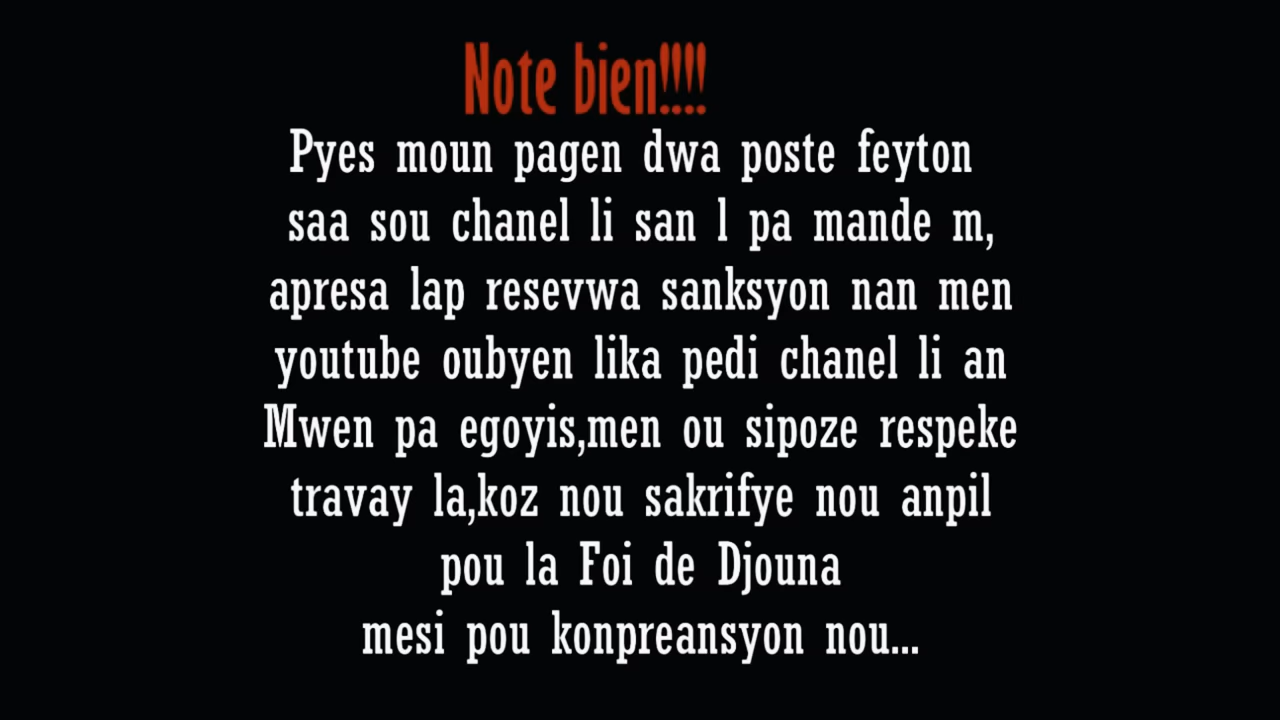 Note bien!!!!
Pyes moun pagen dwa poste feyton
saa sou chanel li san l pa mande m,
apresa lap resevwa sanksyon nan men
youtube oubyen lika pedi chanel li an
Mwen pa egoyis,men ou sipoze respeke
travay la,koz nou sakrifye nou anpil
pou la Foi de Djouna
mesi pou konpreansyon nou...